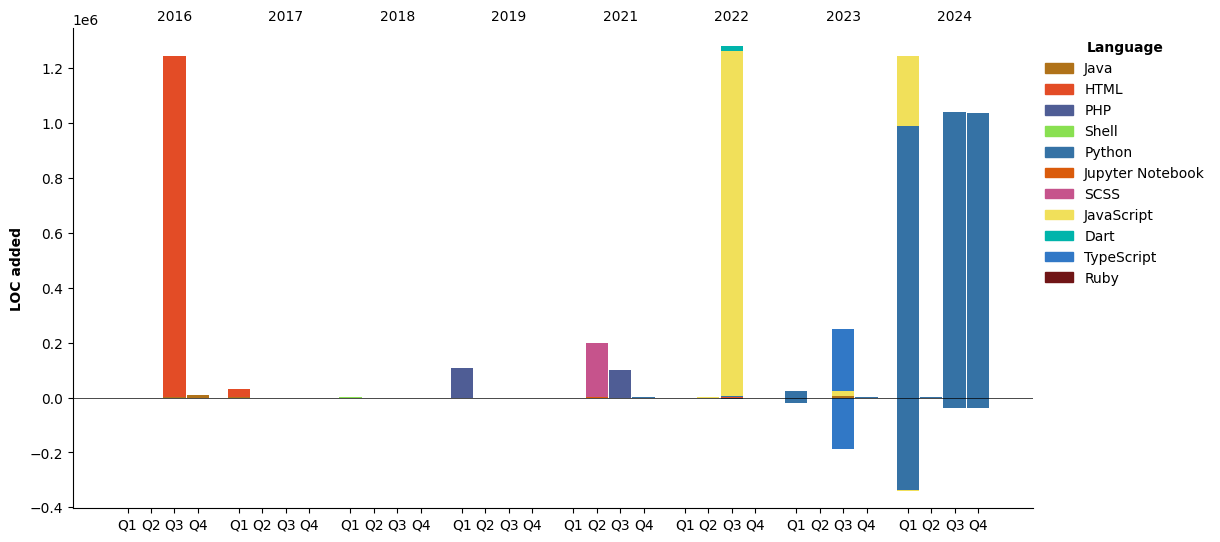 1e6
2016 2017 2018 2019 2021 2022 2023 2024
Language
Java
HTML
PHP
Shell
Python
Jupyter Notebook
SCSS
JavaScript
Dart
TypeScript
Ruby
LOC added
1.2
1.0
0.8
0.6
0.4
0.2
0.0
−0.2
−0.4
Q1 Q2 Q3 Q4 Q1 Q2 Q3 Q4 Q1 Q2 Q3 Q4 Q1 Q2 Q3 Q4 Q1 Q2 Q3 Q4 Q1 Q2 Q3 Q4 Q1 Q2 Q3 Q4 Q1 Q2 Q3 Q4